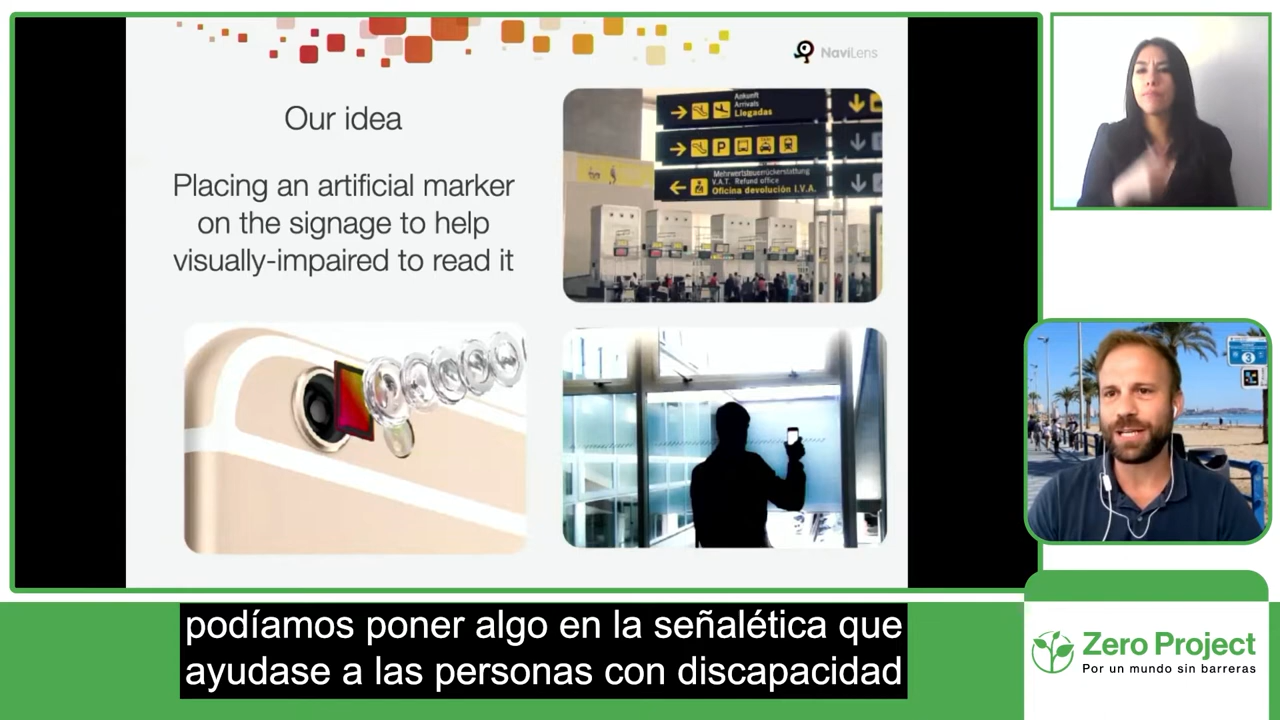 NaviLens
Our idea
Placing an artificial marker
on the signage to help
visually-impaired to read it
Ankunft
Arrivals
Llegadas
P
Mehrwertsteuerrückerstattung
V.A.T. Refund office
Oficina devolución I.V.A.
3
podíamos poner algo en la señalética que
ayudase a las personas con discapacidad
Zero Project
Por un mundo sin barreras